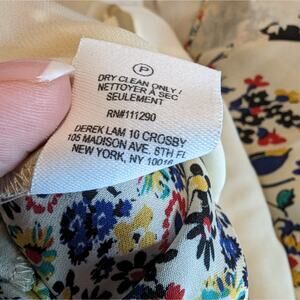 P
DRY CLEAN ONLY/
NETTOYER À SEC
SEULEMENT
RN#111290
DEREK LAM 10 CROSBY
105 MADISON AVE. 8TH FL
NEW YORK, NY 10016